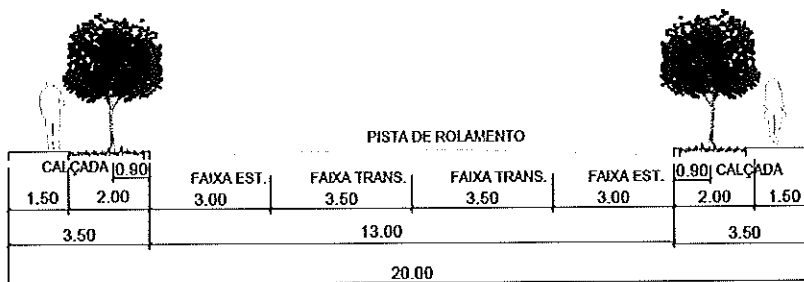 PISTA DE ROLAMENTO
CALÇADA 0.90 FAIXA EST. FAIXA TRANS. FAIXA TRANS. FAIXA EST. 0.90 CALÇADA
1.50 2.00 3.00 3.50 3.50 3.00 2.00 1.50
3.50 13.00 3.50
20.00